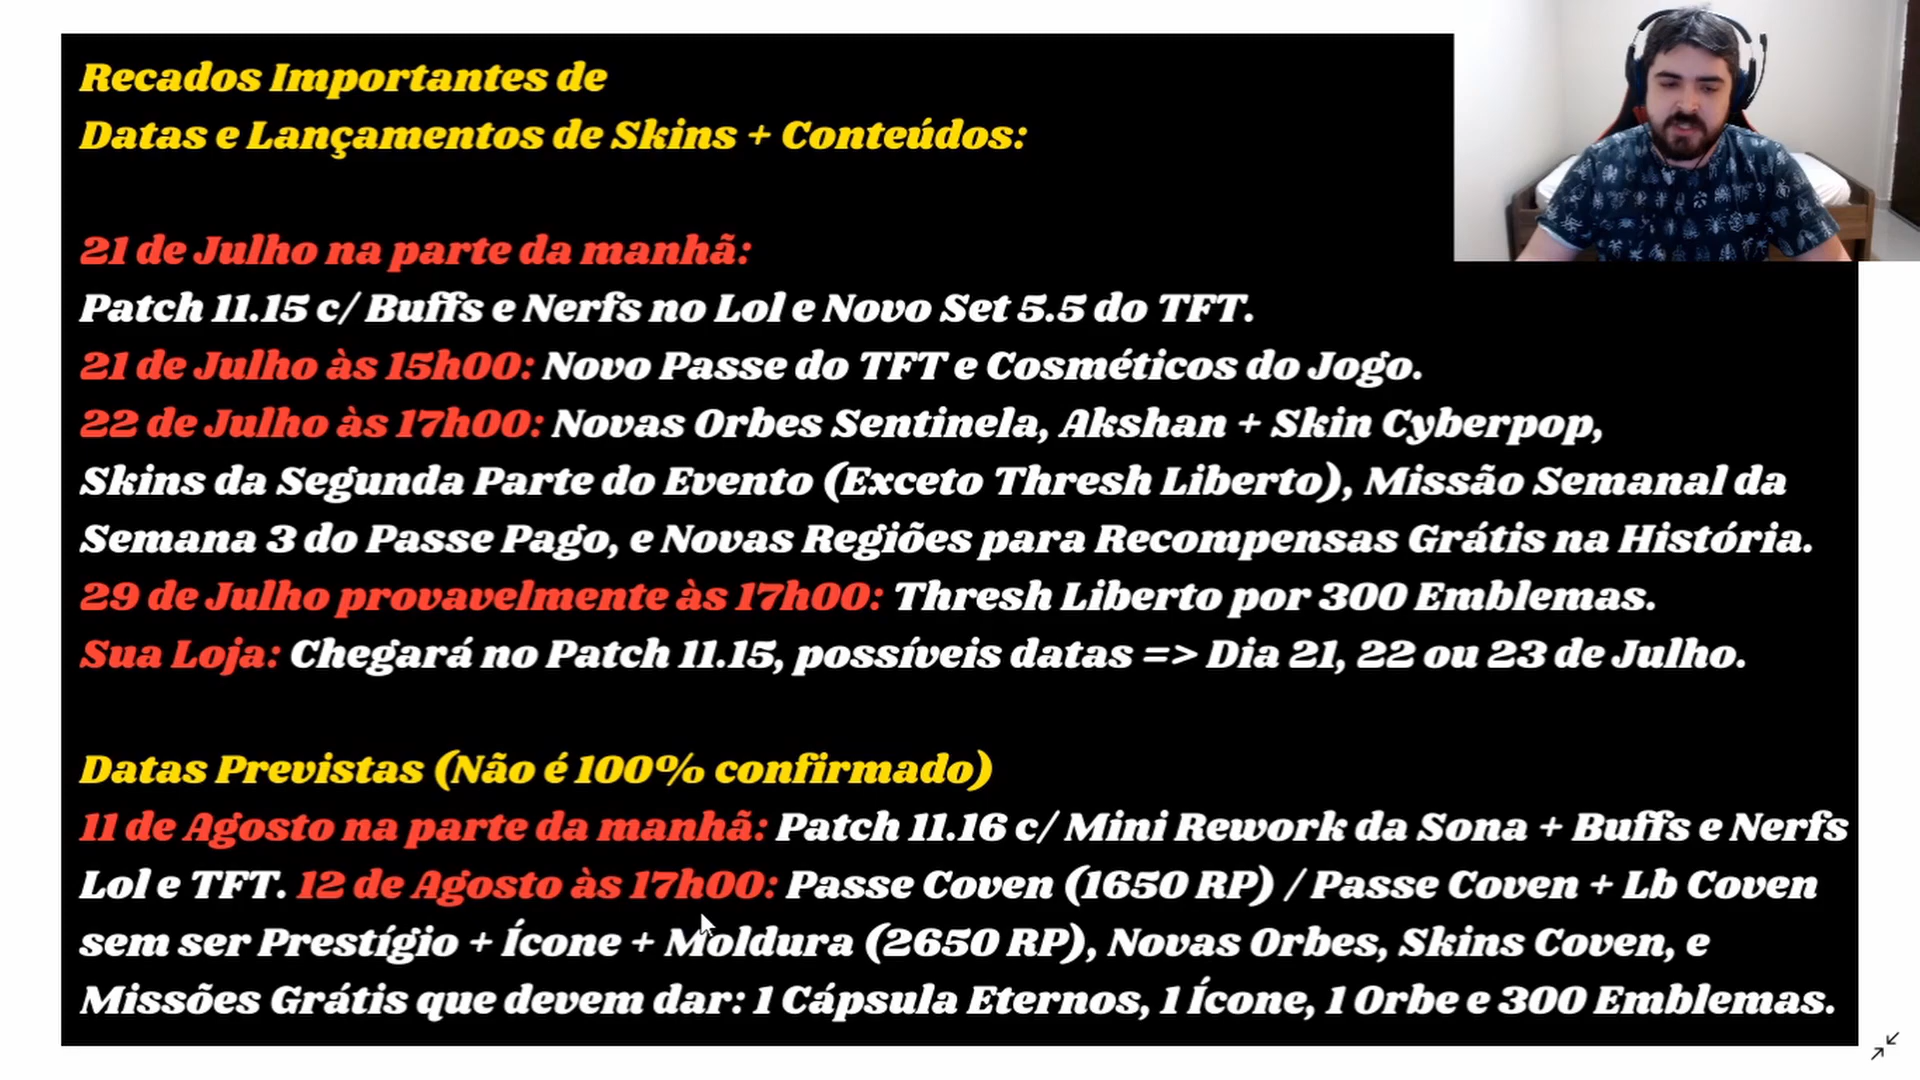 Recados Importantes de
Datas e Lançamentos de Skins + Conteúdos:
21 de Julho na parte da manhã:
Patch 11.15 c/ Buffs e Nerfs no Lol e Novo Set 5.5 do TFT.
21 de Julho às 15h00: Novo Passe do TFT e Cosméticos do Jogo.
22 de Julho às 17h00: Novas Orbes Sentinela, Akshan + Skin Cyberpop,
Skins da Segunda Parte do Evento (Exceto Thresh Liberto), Missão Semanal da
Semana 3 do Passe Pago, e Novas Regiões para Recompensas Grátis na História.
29 de Julho provavelmente às 17h00: Thresh Liberto por 300 Emblemas.
Sua Loja: Chegará no Patch 11.15, possíveis datas => Dia 21, 22 ou 23 de Julho.
Datas Previstas (Não é 100% confirmado)
11 de Agosto na parte da manhã: Patch 11.16 c/ Mini Rework da Sona + Buffs e Nerfs
Lol e TFT. 12 de Agosto às 17h00: Passe Coven (1650 RP) / Passe Coven + Lb Coven
sem ser Prestígio + Ícone + Moldura (2650 RP), Novas Orbes, Skins Coven, e
Missões Grátis que devem dar: 1 Cápsula Eternos, 1 Ícone, 1 Orbe e 300 Emblemas.